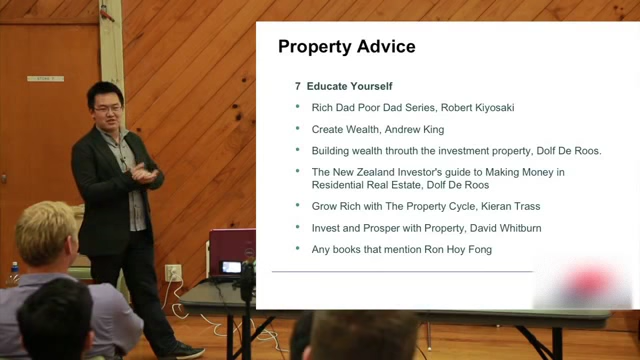 Property Advice
7 Educate Yourself
• Rich Dad Poor Dad Series, Robert Kiyosaki
• Create Wealth, Andrew King
• Building wealth throuth the investment property, Dolf De Roos.
• The New Zealand Investor's guide to Making Money in
Residential Real Estate, Dolf De Roos
• Grow Rich with The Property Cycle, Kieran Trass
• Invest and Prosper with Property, David Whitburn
• Any books that mention Ron Hoy Fong